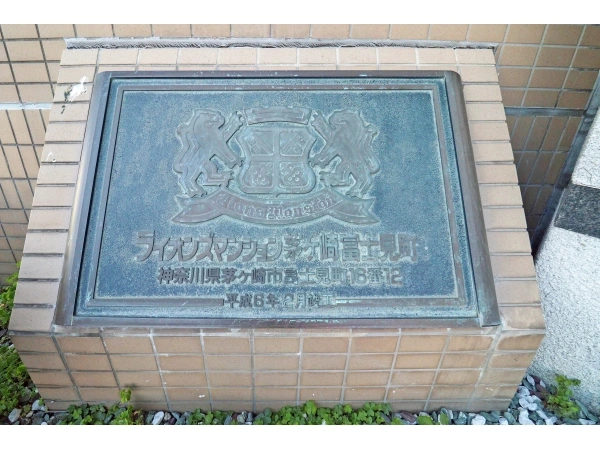 ライオンズマンション茅ヶ崎富士見町
神奈川県茅ヶ崎市富士見町16番12
平成6年2月竣工